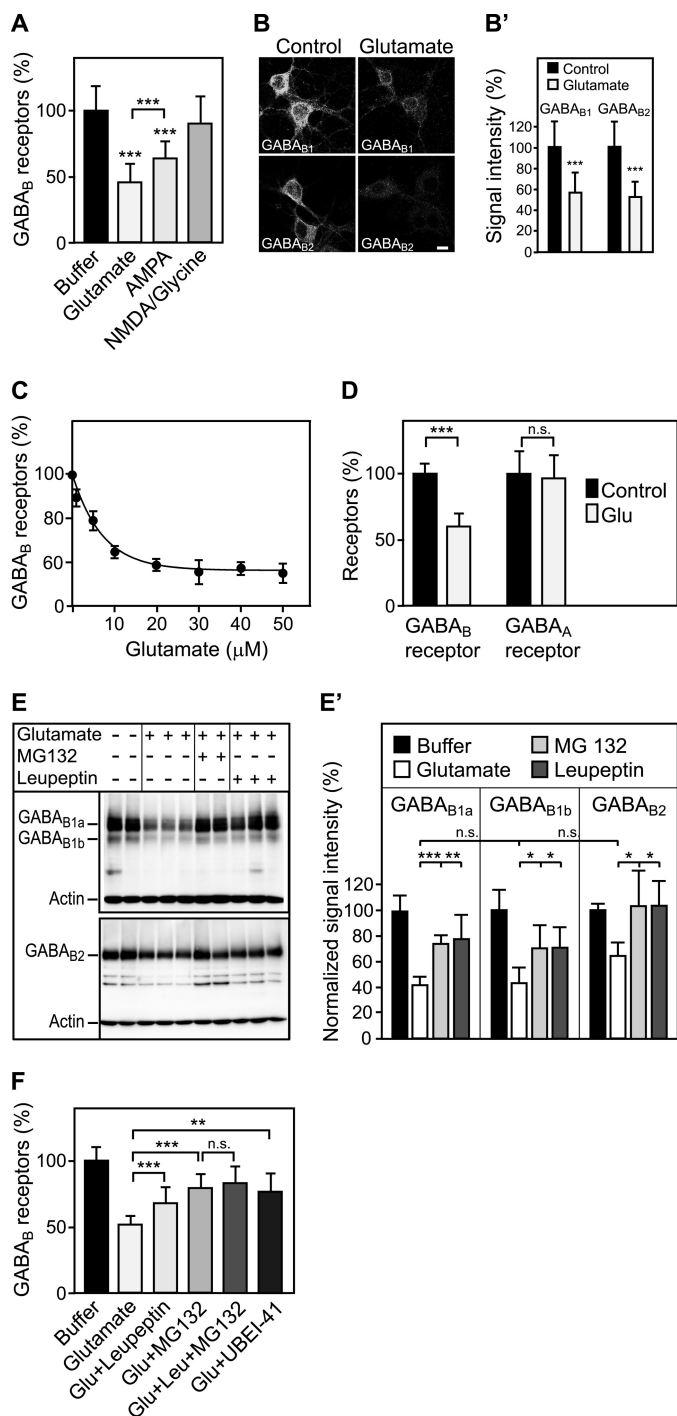 A
GABAB receptors (%)
100
50
0
***
***
***
Buffer
Glutamate
AMPA
NMDA/Glycine
B
Control
Glutamate
GABAB1
GABAB1
GABAB2
GABAB2
B'
Signal intensity (%)
Control
Glutamate
GABAB1
GABAB2
120
100
80
60
40
20
0
***
***
C
GABAB receptors (%)
100
80
60
0
10
20
30
40
50
Glutamate (μM)
D
Receptors (%)
100
50
0
***
n.s.
Control
Glu
GABAB receptor
GABAA receptor
E
Glutamate – – + + + + + + + +
MG132 – – – – – + + – – –
Leupeptin – – – – – – – + + +
GABAB1a
GABAB1b
Actin
GABAB2
Actin
E'
Normalized signal intensity (%)
Buffer
Glutamate
MG 132
Leupeptin
GABAB1a
GABAB1b
GABAB2
n.s.
n.s.
*** **
* *
* *
120
100
80
60
40
20
0
F
GABAB receptors (%)
100
50
0
**
***
n.s.
***
Buffer
Glutamate
Glu+Leupeptin
Glu+MG132
Glu+Leu+MG132
Glu+UBEI-41